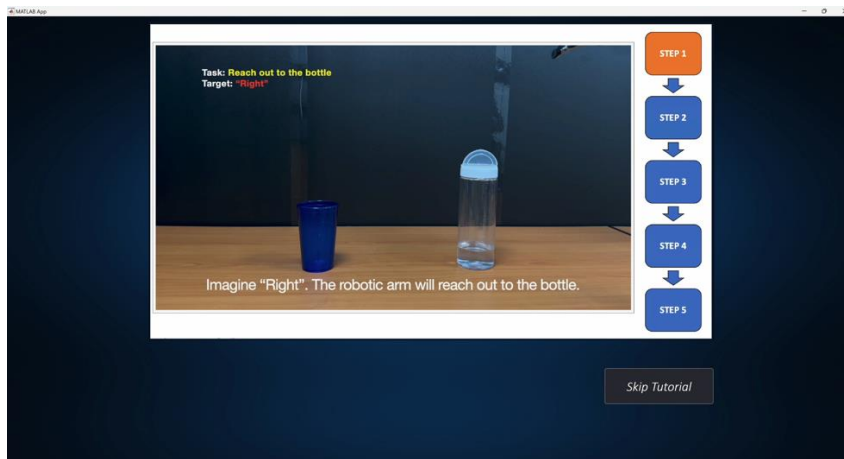 MATLAB App
Task: Reach out to the bottle
Target: "Right"
Imagine "Right". The robotic arm will reach out to the bottle.
STEP 1
STEP 2
STEP 3
STEP 4
STEP 5
Skip Tutorial